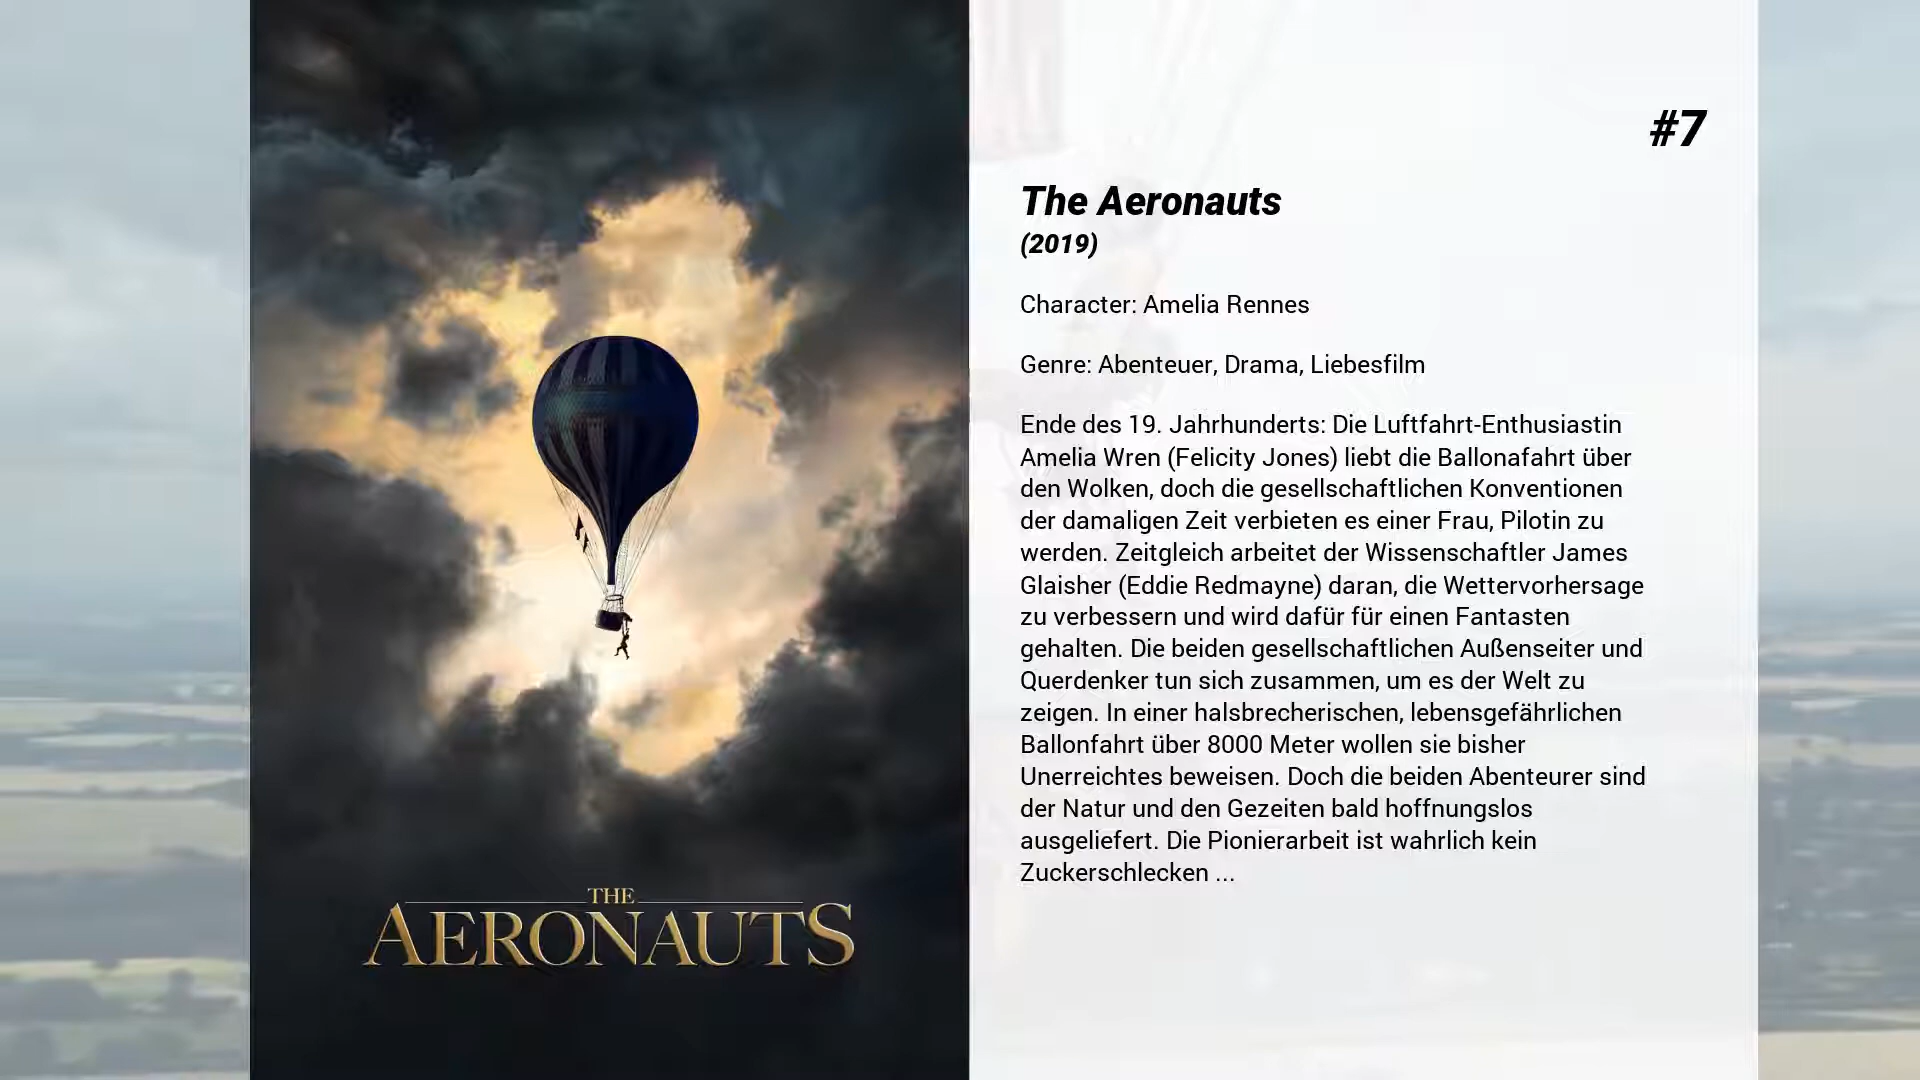 THE
AERONAUTS
#7
The Aeronauts
(2019)
Character: Amelia Rennes
Genre: Abenteuer, Drama, Liebesfilm
Ende des 19. Jahrhunderts: Die Luftfahrt-Enthusiastin
Amelia Wren (Felicity Jones) liebt die Ballonafahrt über
den Wolken, doch die gesellschaftlichen Konventionen
der damaligen Zeit verbieten es einer Frau, Pilotin zu
werden. Zeitgleich arbeitet der Wissenschaftler James
Glaisher (Eddie Redmayne) daran, die Wettervorhersage
zu verbessern und wird dafür für einen Fantasten
gehalten. Die beiden gesellschaftlichen Außenseiter und
Querdenker tun sich zusammen, um es der Welt zu
zeigen. In einer halsbrecherischen, lebensgefährlichen
Ballonfahrt über 8000 Meter wollen sie bisher
Unerreichtes beweisen. Doch die beiden Abenteurer sind
der Natur und den Gezeiten bald hoffnungslos
ausgeliefert. Die Pionierarbeit ist wahrlich kein
Zuckerschlecken ...